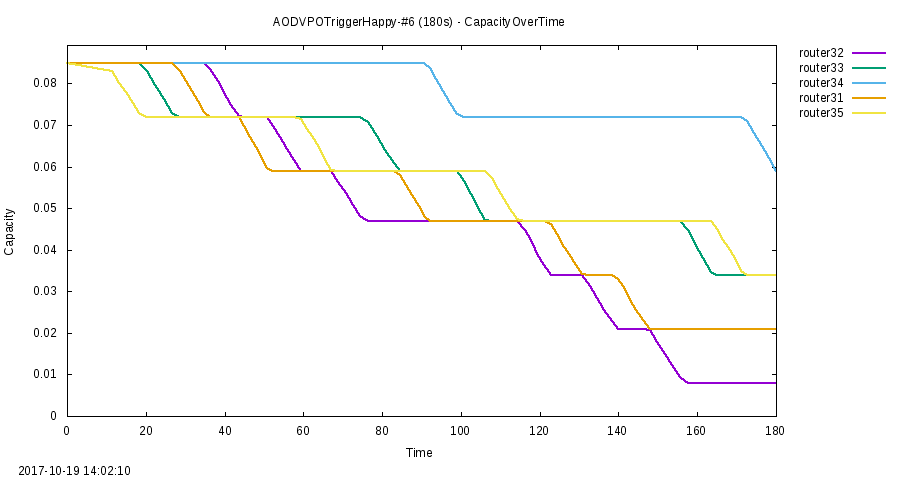 AODVPOTriggerHappy-#6 (180s) - CapacityOverTime
router32
router33
router34
router31
router35
0.08
0.07
0.06
0.05
0.04
0.03
0.02
0.01
0
Capacity
0 20 40 60 80 100 120 140 160 180
Time
2017-10-19 14:02:10